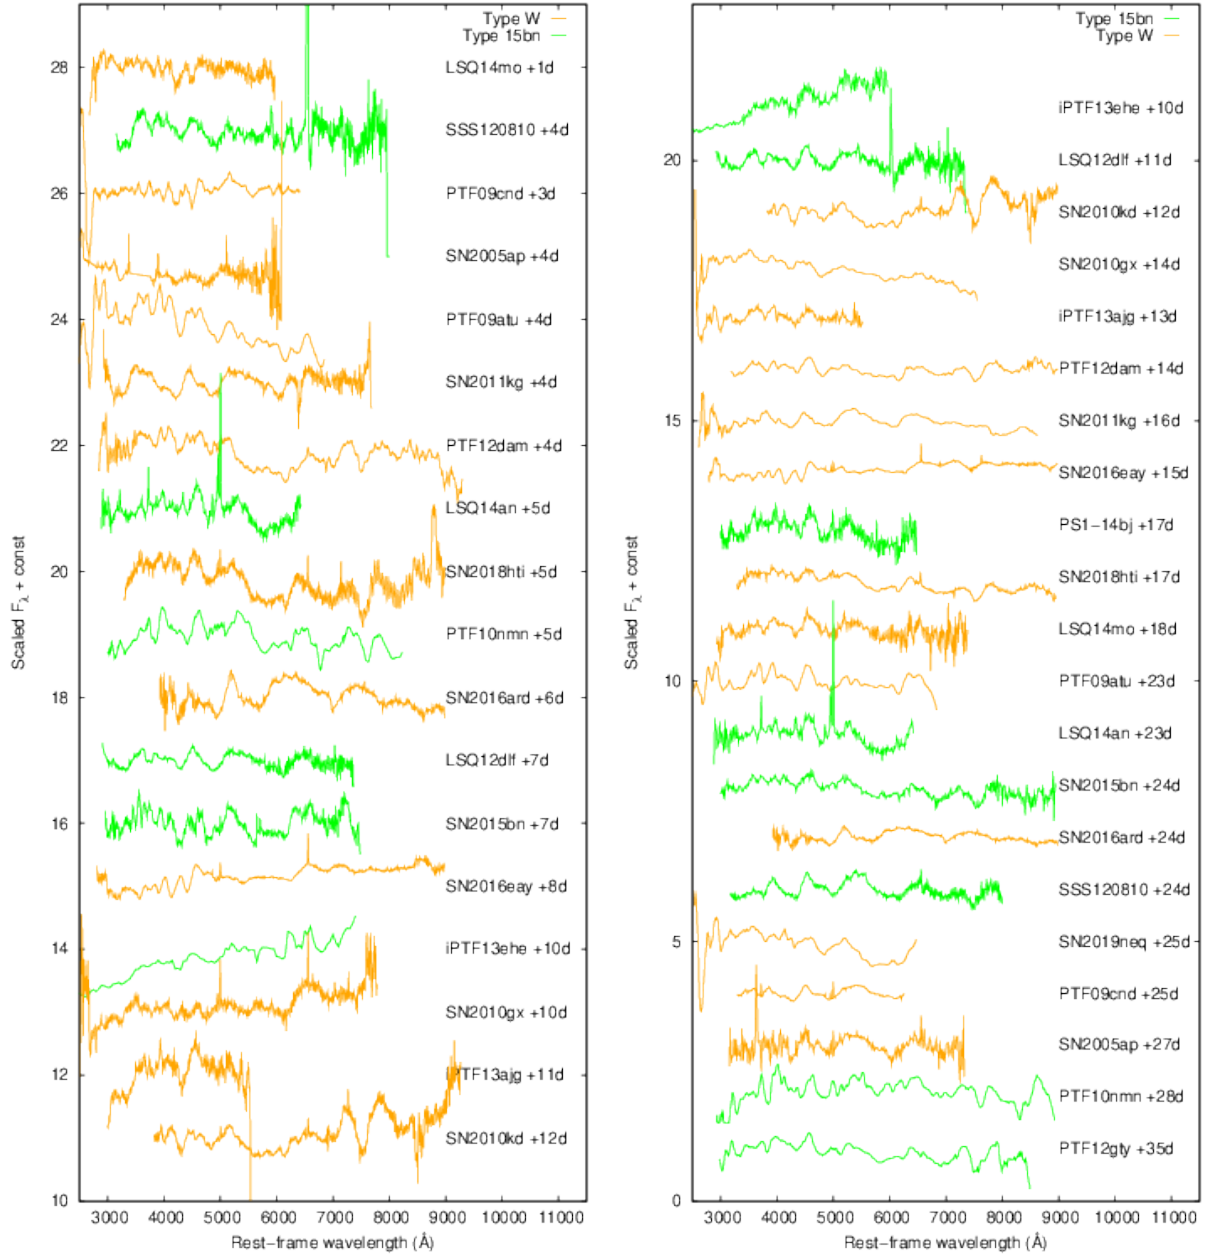 Type W
Type 15bn
28
LSQ14mo +1d
SSS120810 +4d
26
PTF09cnd +3d
SN2005ap +4d
24
PTF09atu +4d
SN2011kg +4d
22
PTF12dam +4d
LSQ14an +5d
20
SN2018hti +5d
PTF10nmn +5d
18
SN2016ard +6d
LSQ12dlf +7d
16
SN2015bn +7d
SN2016eay +8d
14
iPTF13ehe +10d
SN2010gx +10d
12
iPTF13ajg +11d
SN2010kd +12d
10
3000 4000 5000 6000 7000 8000 9000 10000 11000
Rest-frame wavelength (Å)
Scaled Fλ + const
Type 15bn
Type W
iPTF13ehe +10d
20
LSQ12dlf +11d
SN2010kd +12d
SN2010gx +14d
iPTF13ajg +13d
PTF12dam +14d
15
SN2011kg +16d
SN2016eay +15d
PS1-14bj +17d
SN2018hti +17d
LSQ14mo +18d
10
PTF09atu +23d
LSQ14an +23d
SN2015bn +24d
SN2016ard +24d
SSS120810 +24d
5
SN2019neq +25d
PTF09cnd +25d
SN2005ap +27d
PTF10nmn +28d
PTF12gty +35d
0
3000 4000 5000 6000 7000 8000 9000 10000 11000
Rest-frame wavelength (Å)
Scaled Fλ + const